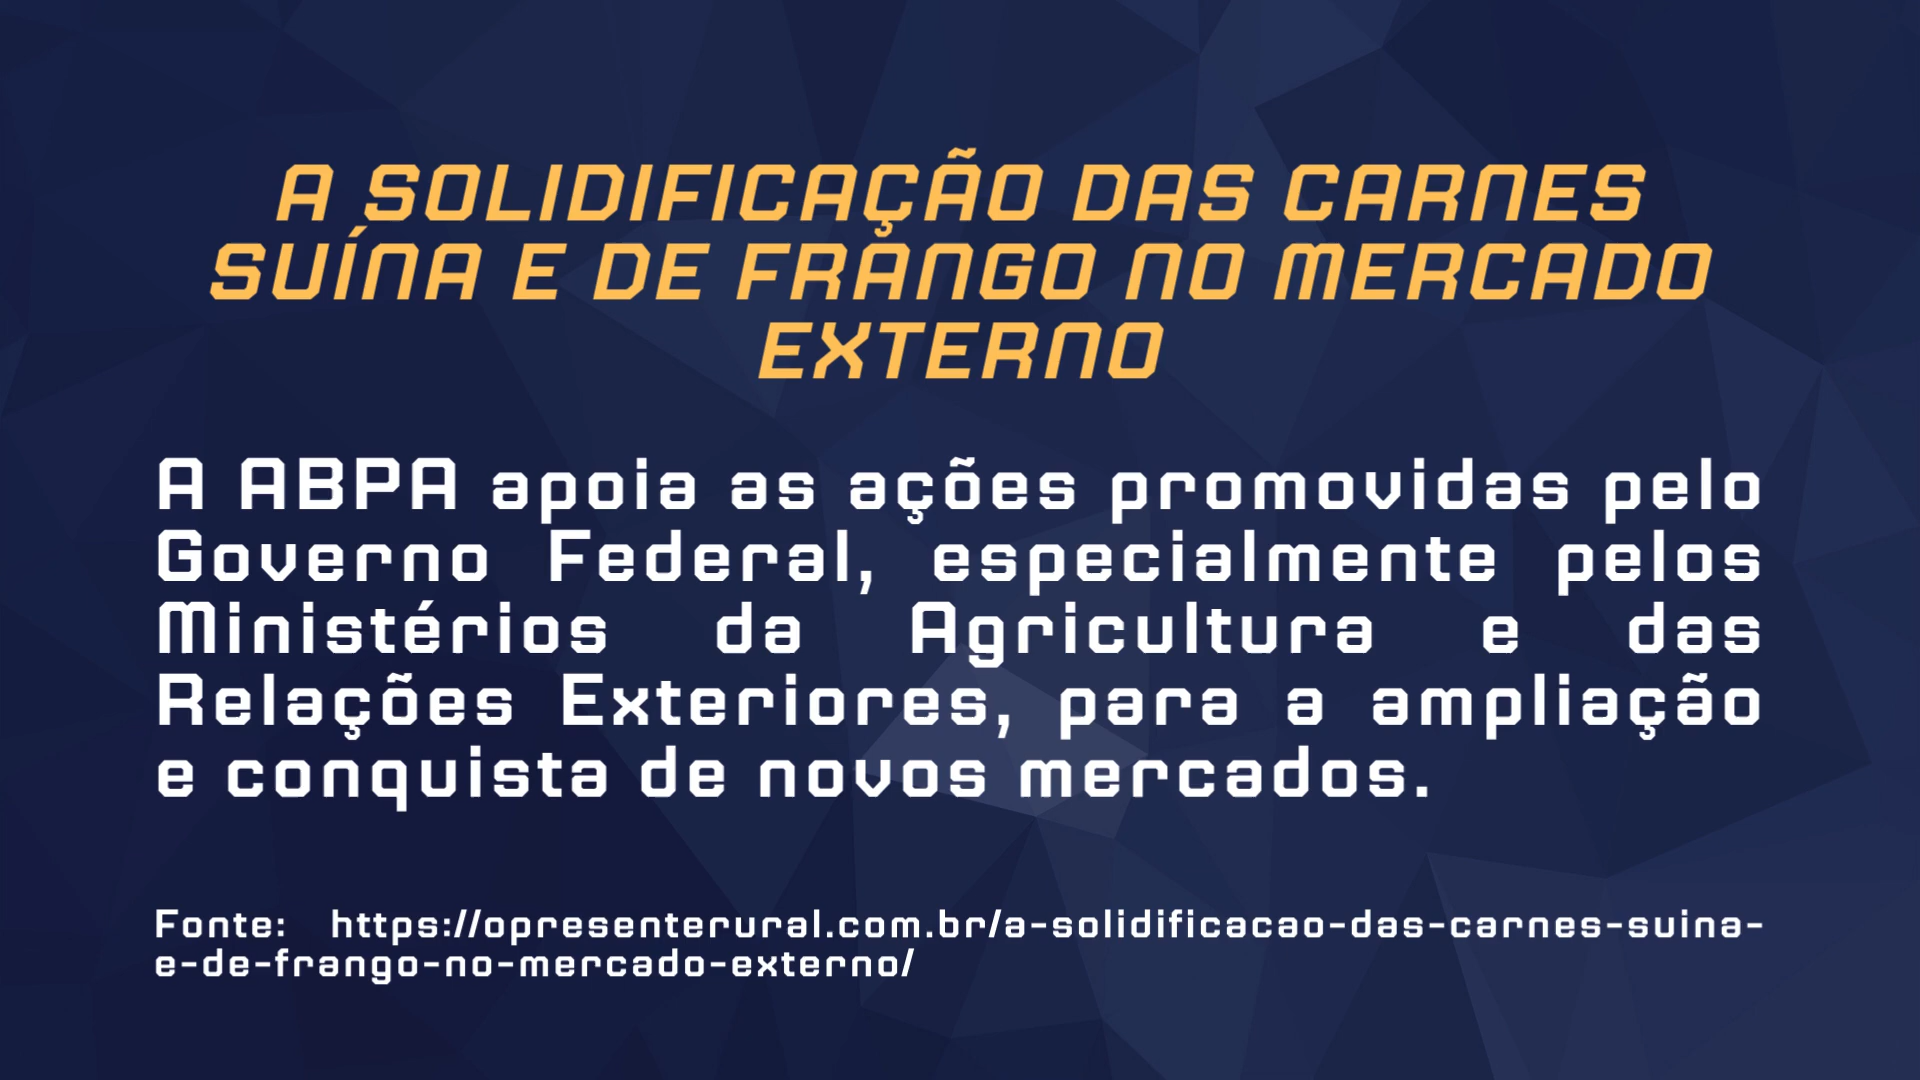 A SOLIDIFICAÇÃO DAS CARNES
SUÍNA E DE FRANGO NO MERCADO
EXTERNO
A ABPA apoia as ações promovidas pelo
Governo Federal, especialmente pelos
Ministérios da Agricultura e das
Relações Exteriores, para a ampliação
e conquista de novos mercados.
Fonte: https://opresenterural.com.br/a-solidificacao-das-carnes-suina-
e-de-frango-no-mercado-externo/